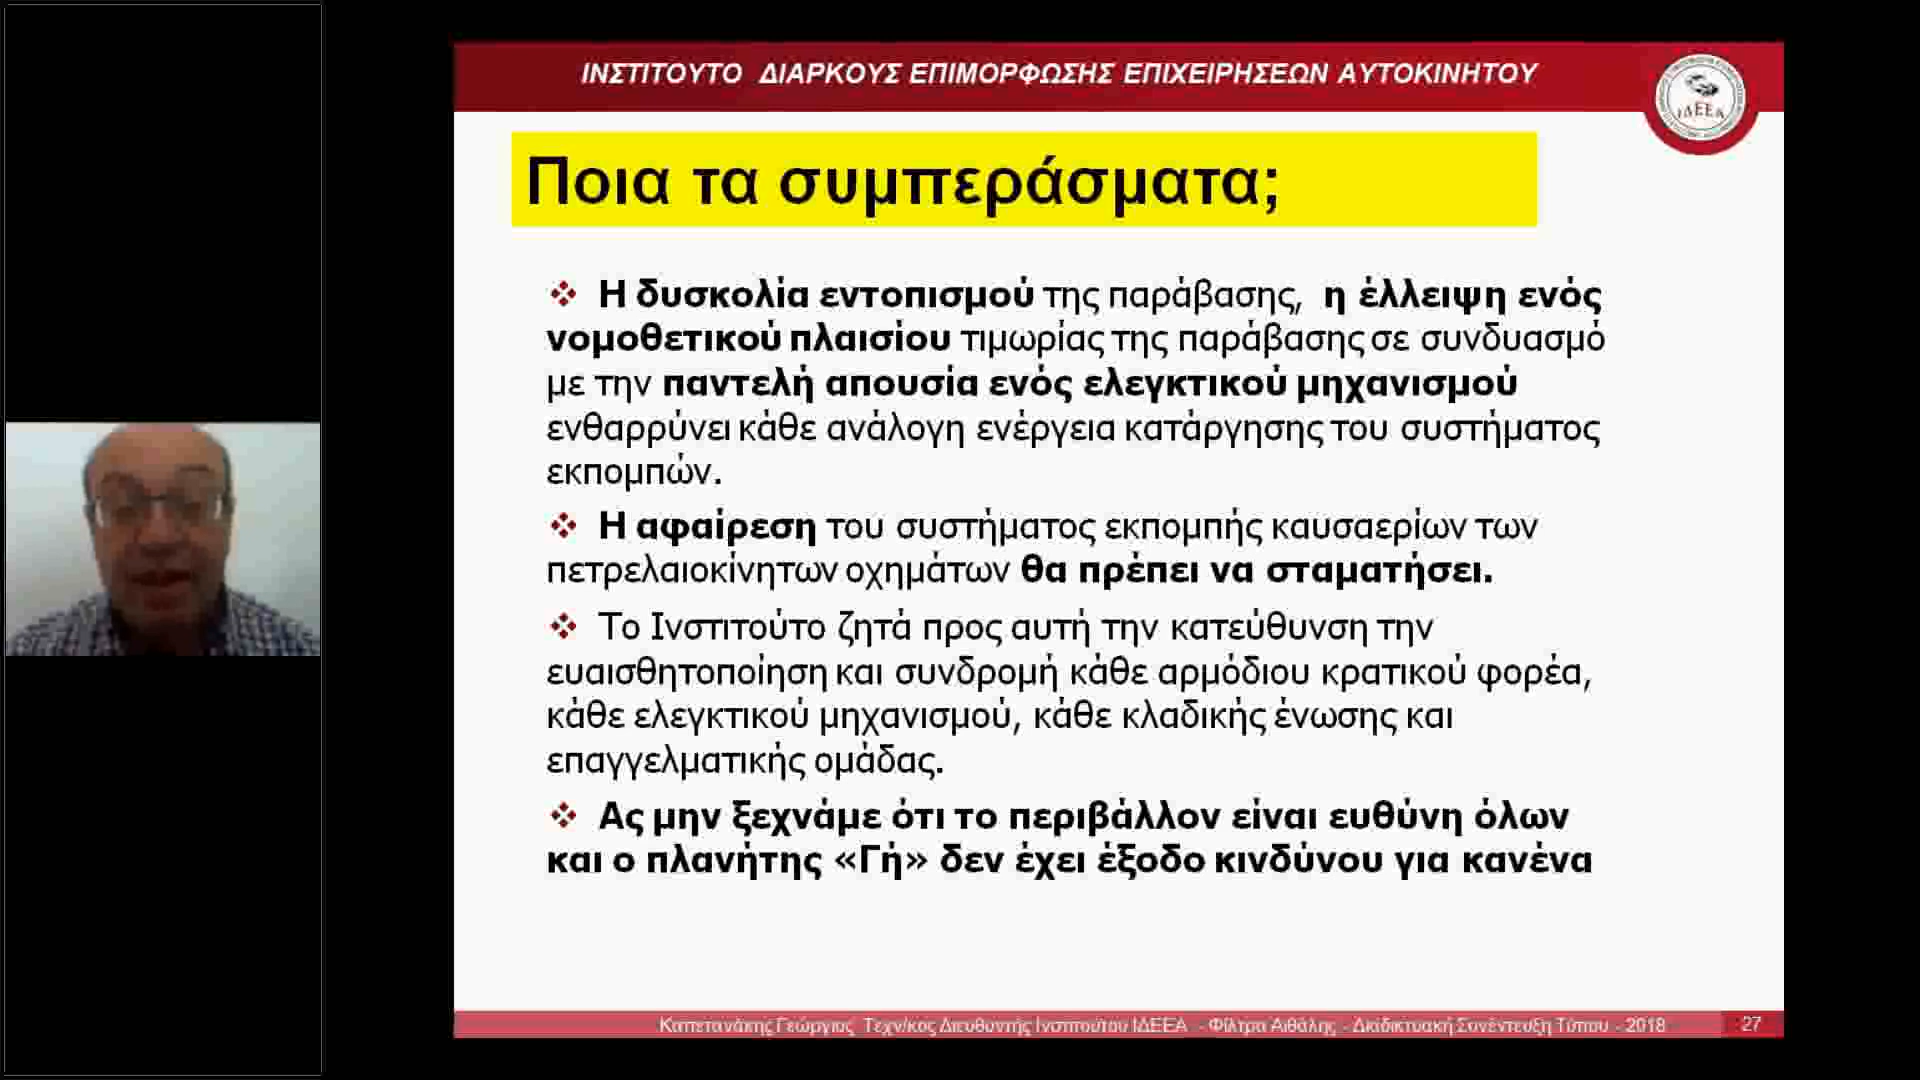 ΙΝΣΤΙΤΟΥΤΟ ΔΙΑΡΚΟΥΣ ΕΠΙΜΟΡΦΩΣΗΣ ΕΠΙΧΕΙΡΗΣΕΩΝ ΑΥΤΟΚΙΝΗΤΟΥ
ΙΔΕΕΑ
Ποια τα συμπεράσματα;
❖ Η δυσκολία εντοπισμού της παράβασης, η έλλειψη ενός
νομοθετικού πλαισίου τιμωρίας της παράβασης σε συνδυασμό
με την παντελή απουσία ενός ελεγκτικού μηχανισμού
ενθαρρύνει κάθε ανάλογη ενέργεια κατάργησης του συστήματος
εκπομπών.
❖ Η αφαίρεση του συστήματος εκπομπής καυσαερίων των
πετρελαιοκίνητων οχημάτων θα πρέπει να σταματήσει.
❖ Το Ινστιτούτο ζητά προς αυτή την κατεύθυνση την
ευαισθητοποίηση και συνδρομή κάθε αρμόδιου κρατικού φορέα,
κάθε ελεγκτικού μηχανισμού, κάθε κλαδικής ένωσης και
επαγγελματικής ομάδας.
❖ Ας μην ξεχνάμε ότι το περιβάλλον είναι ευθύνη όλων
και ο πλανήτης «Γή» δεν έχει έξοδο κινδύνου για κανένα
Καπετανάκης Γεώργιος Τεχν/κος Διευθυντής Ινστιτούτου ΙΔΕΕΑ - Φίλτρα Αιθάλης - Διαδικτυακή Συνέντευξη Τύπου - 2018 27